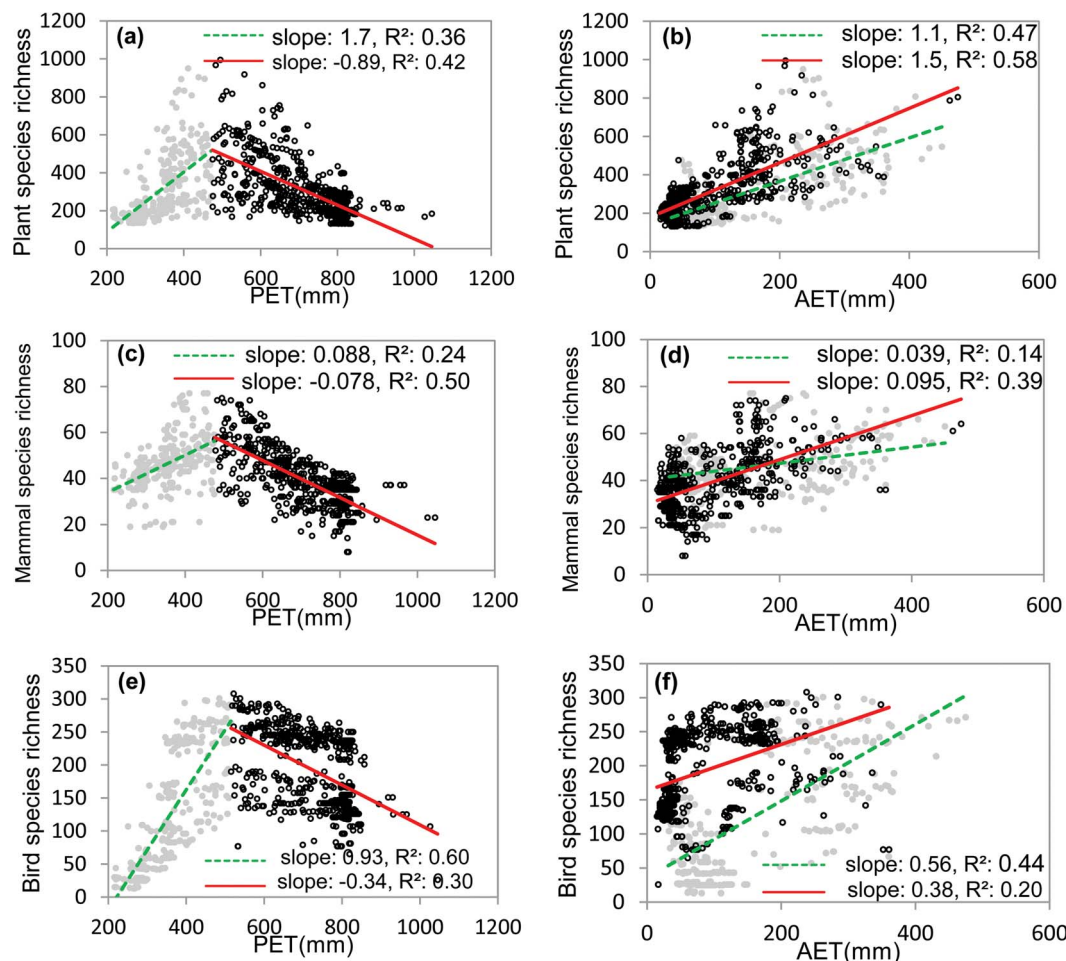 (a)
slope: 1.7, R²: 0.36
slope: -0.89, R²: 0.42
1200
1000
800
600
400
200
0
Plant species richness
200 400 600 800 1000 1200
PET(mm)
(b)
slope: 1.1, R²: 0.47
slope: 1.5, R²: 0.58
1200
1000
800
600
400
200
0
Plant species richness
0 200 400 600
AET(mm)
(c)
slope: 0.088, R²: 0.24
slope: -0.078, R²: 0.50
100
80
60
40
20
0
Mammal species richness
200 400 600 800 1000 1200
PET(mm)
(d)
slope: 0.039, R²: 0.14
slope: 0.095, R²: 0.39
100
80
60
40
20
0
Mammal species richness
0 200 400 600
AET(mm)
(e)
350
300
250
200
150
100
50
0
Bird species richness
slope: 0.93, R²: 0.60
slope: -0.34, R²: 0.30
200 400 600 800 1000 1200
PET(mm)
(f)
350
300
250
200
150
100
50
0
Bird species richness
slope: 0.56, R²: 0.44
slope: 0.38, R²: 0.20
0 200 400 600
AET(mm)